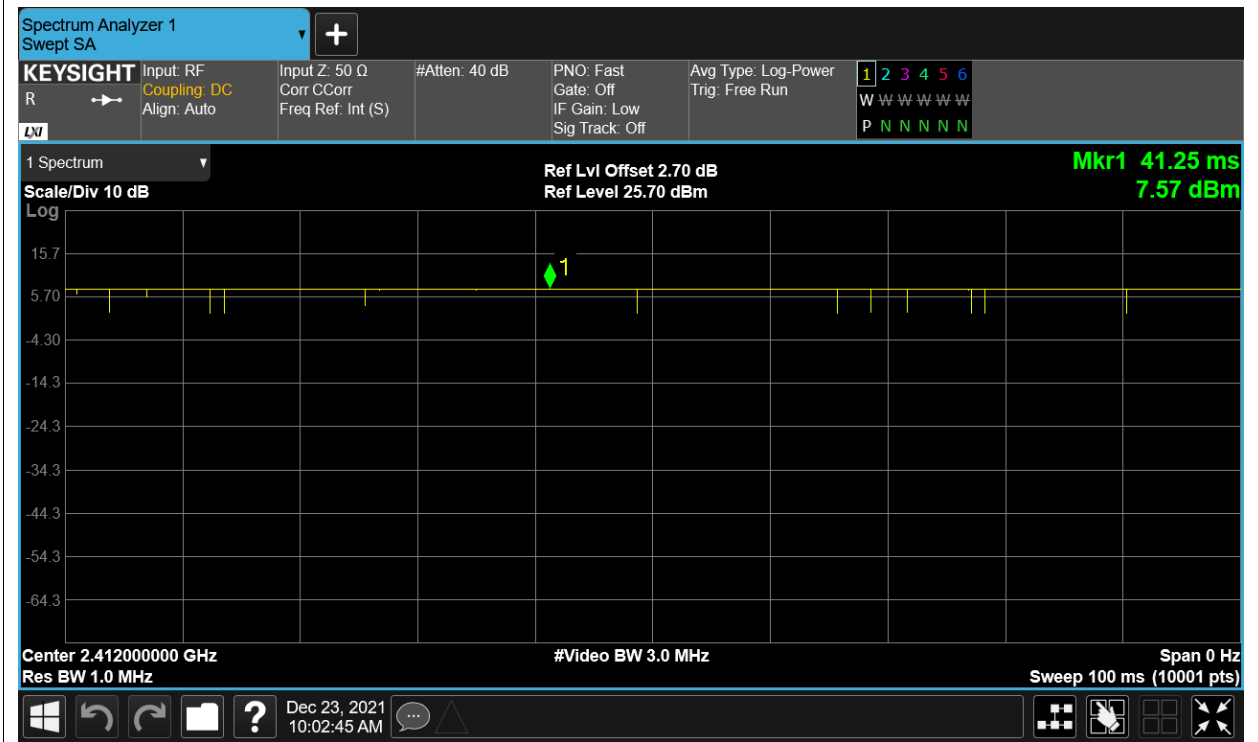 Spectrum Analyzer 1
Swept SA
KEYSIGHT
R
LXI
Input: RF
Coupling: DC
Align: Auto
Input Z: 50 Ω
Corr CCorr
Freq Ref: Int (S)
#Atten: 40 dB
PNO: Fast
Gate: Off
IF Gain: Low
Sig Track: Off
Avg Type: Log-Power
Trig: Free Run
1 2 3 4 5 6
W W W W W W
P N N N N N
1 Spectrum
Scale/Div 10 dB
Ref Lvl Offset 2.70 dB
Ref Level 25.70 dBm
Mkr1 41.25 ms
7.57 dBm
Log
15.7
1
5.70
-4.30
-14.3
-24.3
-34.3
-44.3
-54.3
-64.3
Center 2.412000000 GHz
#Video BW 3.0 MHz
Span 0 Hz
Res BW 1.0 MHz
Sweep 100 ms (10001 pts)
?
Dec 23, 2021
10:02:45 AM